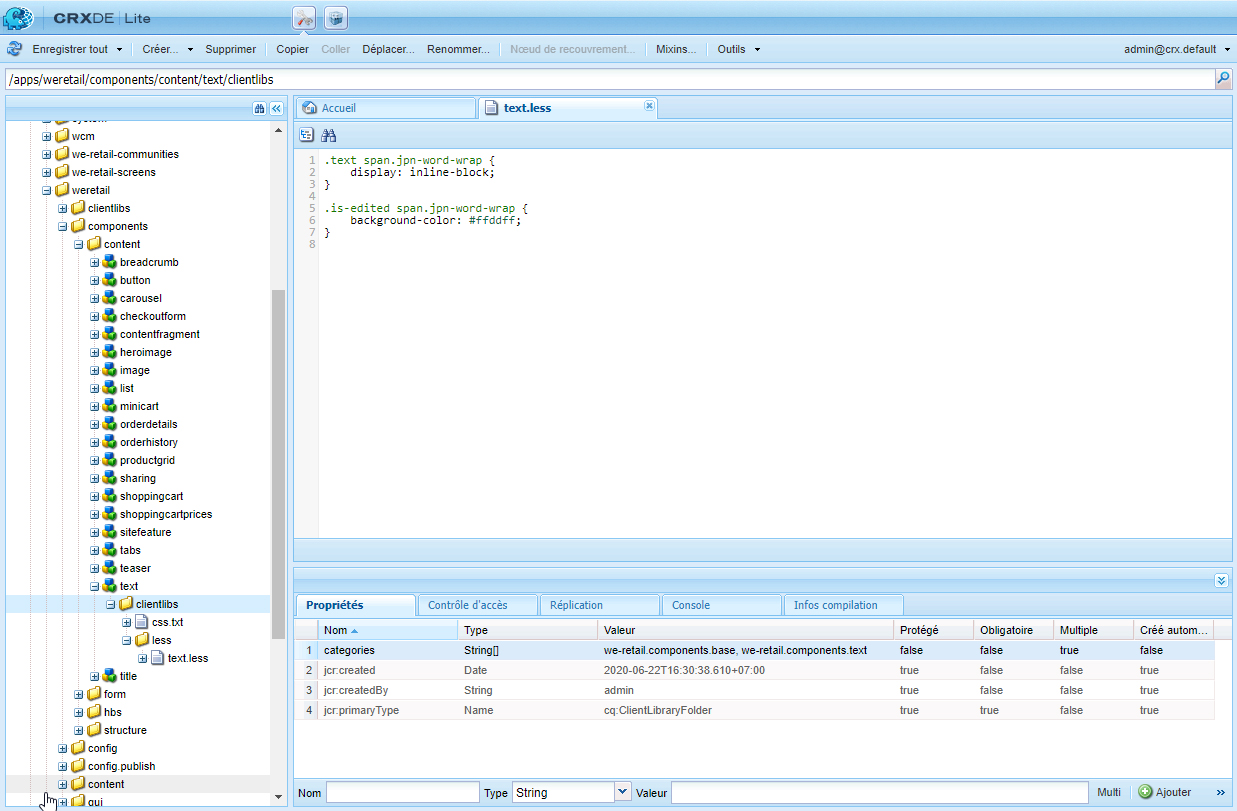 CRXDE | Lite
Enregistrer tout Créer... Supprimer Copier Coller Déplacer... Renommer... Nœud de recouvrement... Mixins... Outils admin@crx.default
/apps/weretail/components/content/text/clientlibs
system
wcm
we-retail-communities
we-retail-screens
weretail
clientlibs
components
content
breadcrumb
button
carousel
checkoutform
contentfragment
heroimage
image
list
minicart
orderdetails
orderhistory
productgrid
sharing
shoppingcart
shoppingcartprices
sitefeature
tabs
teaser
text
clientlibs
css.txt
less
text.less
title
form
hbs
structure
config
config.publish
content
gui
Accueil text.less
1 .text span.jpn-word-wrap {
2 display: inline-block;
3 }
4
5 .is-edited span.jpn-word-wrap {
6 background-color: #ffddff;
7 }
8
Propriétés Contrôle d'accès Réplication Console Infos compilation
Nom Type Valeur Protégé Obligatoire Multiple Créé autom...
1 categories String[] we-retail.components.base, we-retail.components.text false false true false
2 jcr:created Date 2020-06-22T16:30:38.610+07:00 true false false true
3 jcr:createdBy String admin true false false true
4 jcr:primaryType Name cq:ClientLibraryFolder true true false true
Nom Type String Valeur Multi Ajouter